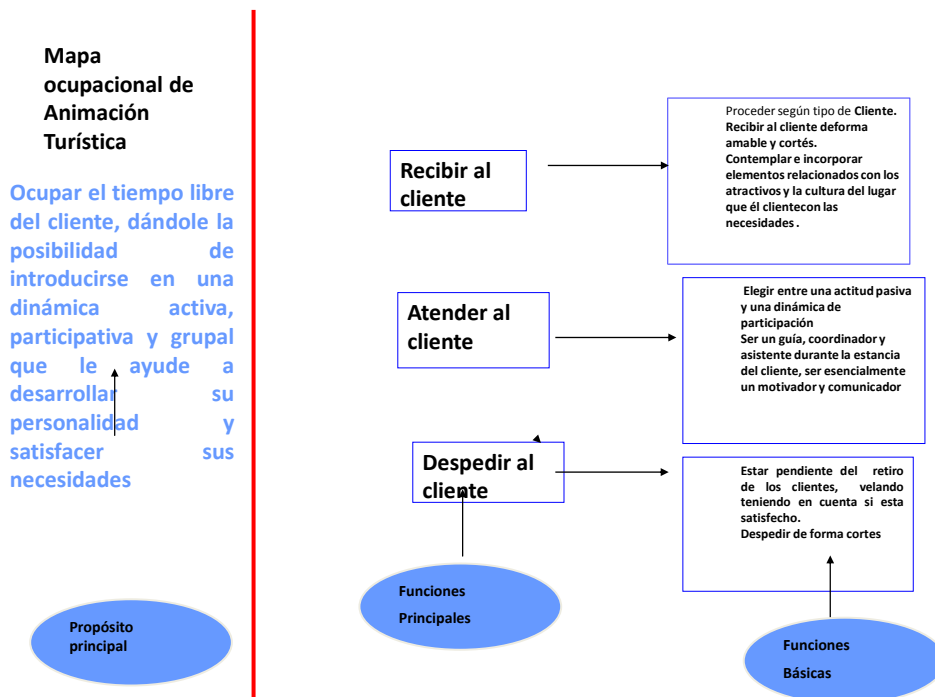 Mapa
ocupacional de
Animación
Turística
Ocupar el tiempo libre
del cliente, dándole la
posibilidad de
introducirse en una
dinámica activa,
participativa y grupal
que le ayude a
desarrollar su
personalidad y
satisfacer sus
necesidades
Propósito
principal
Recibir al
cliente
Proceder según tipo de Cliente.
Recibir al cliente deforma
amable y cortés.
Contemplar e incorporar
elementos relacionados con los
atractivos y la cultura del lugar
que él clientecon las
necesidades .
Atender al
cliente
Elegir entre una actitud pasiva
y una dinámica de
participación
Ser un guía, coordinador y
asistente durante la estancia
del cliente, ser esencialmente
un motivador y comunicador
Despedir al
cliente
Estar pendiente del retiro
de los clientes, velando
teniendo en cuenta si esta
satisfecho.
Despedir de forma cortes
Funciones
Principales
Funciones
Básicas